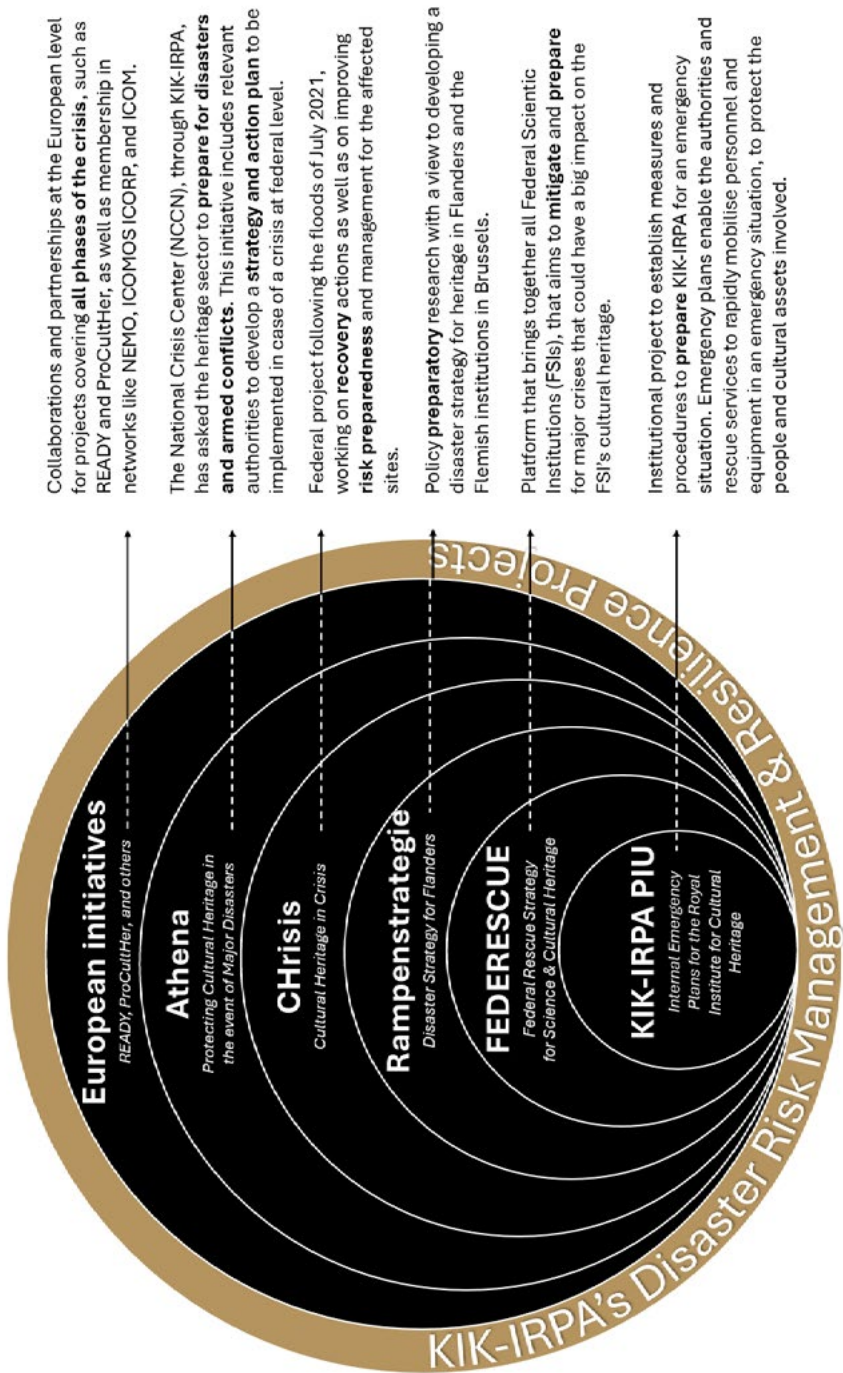 European initiatives
READY, ProCultHer, and others
Athena
Protecting Cultural Heritage in
the event of Major Disasters
CHrisis
Cultural Heritage in Crisis
Rampenstrategie
Disaster Strategy for Flanders
FEDERESCUE
Federal Rescue Strategy
for Science & Cultural Heritage
KIK-IRPA PIU
Internal Emergency
Plans for the Royal
Institute for Cultural
Heritage
KIK-IRPA's Disaster Risk Management & Resilience Projects
Collaborations and partnerships at the European level
for projects covering all phases of the crisis, such as
READY and ProCultHer, as well as membership in
networks like NEMO, ICOMOS ICORP, and ICOM.
The National Crisis Center (NCCN), through KIK-IRPA,
has asked the heritage sector to prepare for disasters
and armed conflicts. This initiative includes relevant
authorities to develop a strategy and action plan to be
implemented in case of a crisis at federal level.
Federal project following the floods of July 2021,
working on recovery actions as well as on improving
risk preparedness and management for the affected
sites.
Policy preparatory research with a view to developing a
disaster strategy for heritage in Flanders and the
Flemish institutions in Brussels.
Platform that brings together all Federal Scientic
Institutions (FSIs), that aims to mitigate and prepare
for major crises that could have a big impact on the
FSI's cultural heritage.
Institutional project to establish measures and
procedures to prepare KIK-IRPA for an emergency
situation. Emergency plans enable the authorities and
rescue services to rapidly mobilise personnel and
equipment in an emergency situation, to protect the
people and cultural assets involved.